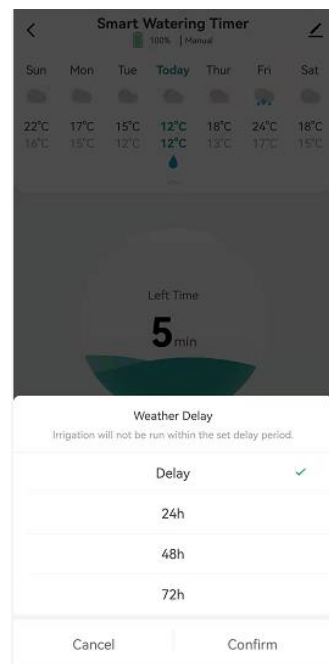 Smart Watering Timer
100% | Manual
Sun Mon Tue Today Thur Fri Sat
22°C 17°C 15°C 12°C 18°C 24°C 18°C
16°C 15°C 12°C 12°C 13°C 17°C 15°C
Left Time
5 min
Weather Delay
Irrigation will not be run within the set delay period.
Delay
24h
48h
72h
Cancel Confirm